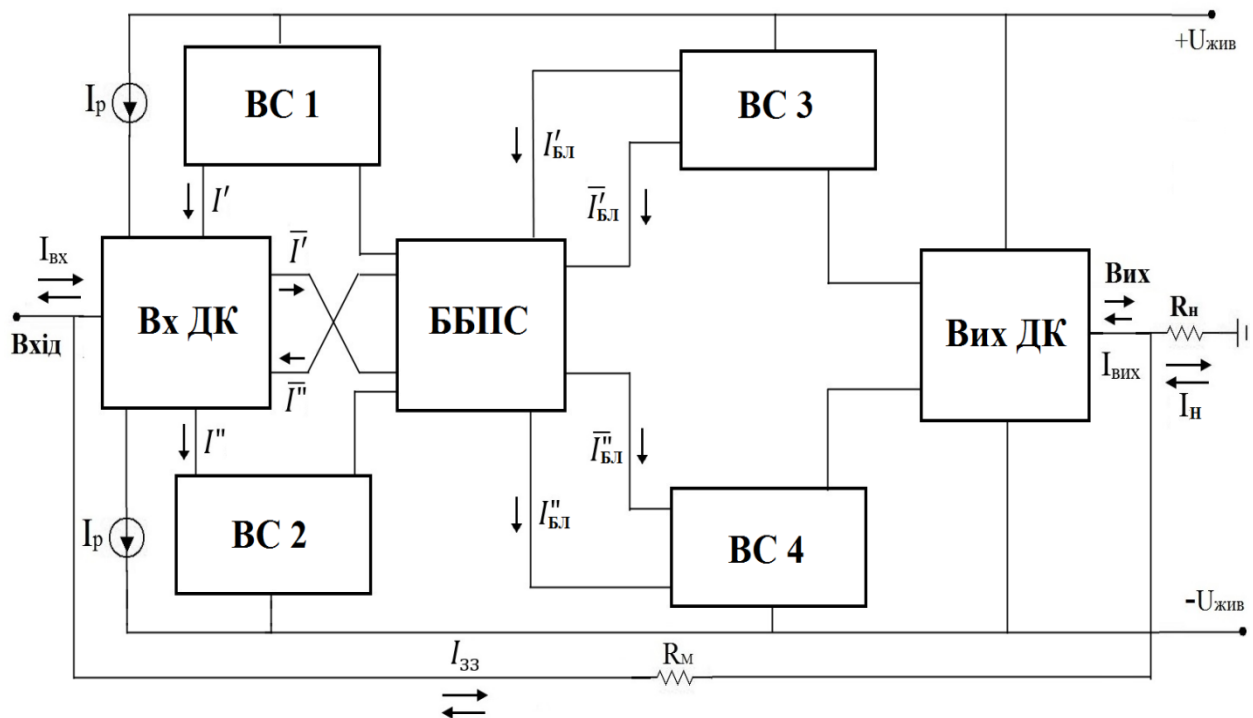 +Uжив
Iр
ВС 1
ВС 3
I′БЛ
I̅′БЛ
I′
I̅′
Iвх
Вхід
Вх ДК
ББПС
Вих ДК
Вих
Rн
Iвих
Iн
I̅"
I"
I̅"БЛ
I"БЛ
Iр
ВС 2
ВС 4
-Uжив
Iзз
Rм